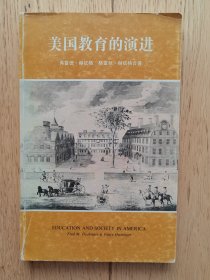 美国教育的演进
EDUCATION AND SOCIETY IN AMERICA
Fred M. Hechinger & Grace Hechinger